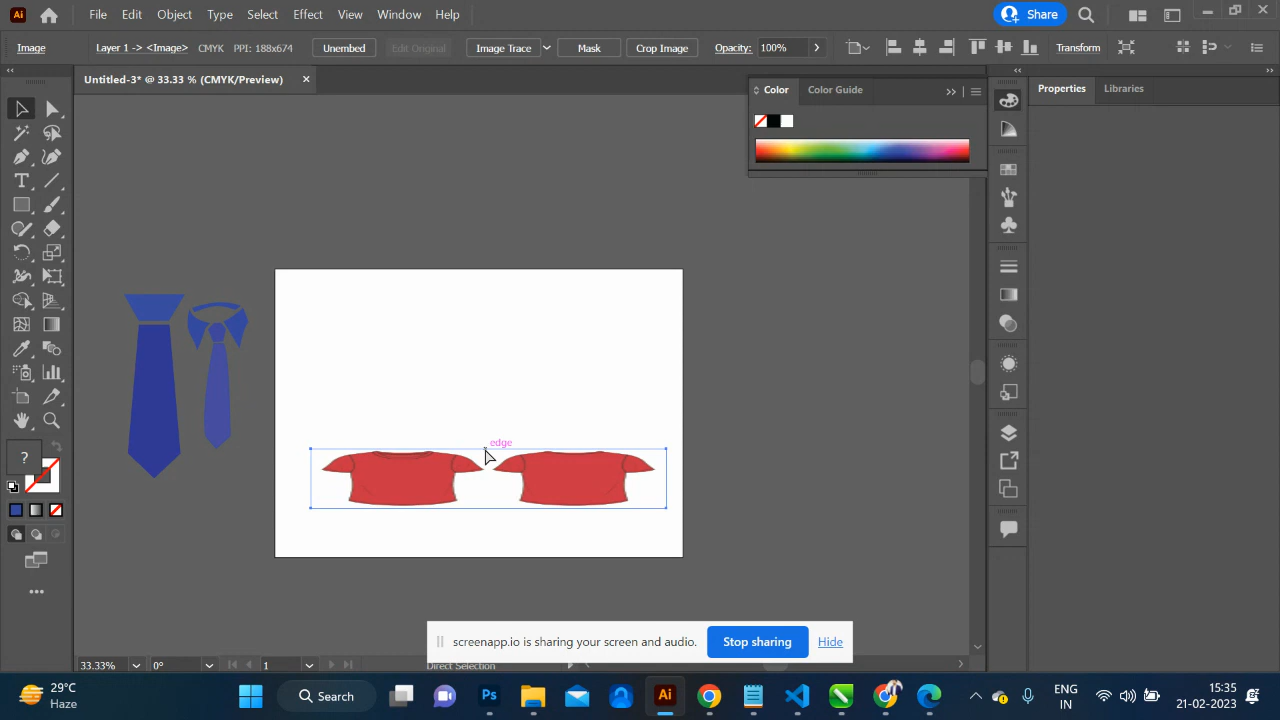 Ai File Edit Object Type Select Effect View Window Help Share
Image Layer 1 -> <Image> CMYK PPI: 188x674 Unembed Edit Original Image Trace Mask Crop Image Opacity: 100% Transform
Untitled-3* @ 33.33 % (CMYK/Preview)
Color Color Guide
Properties Libraries
edge
?
screenapp.io is sharing your screen and audio. Stop sharing Hide
33.33% 0° 1 Direct Selection
29°C
Haze
Search
Ps
Ai
ENG
IN
15:35
21-02-2023